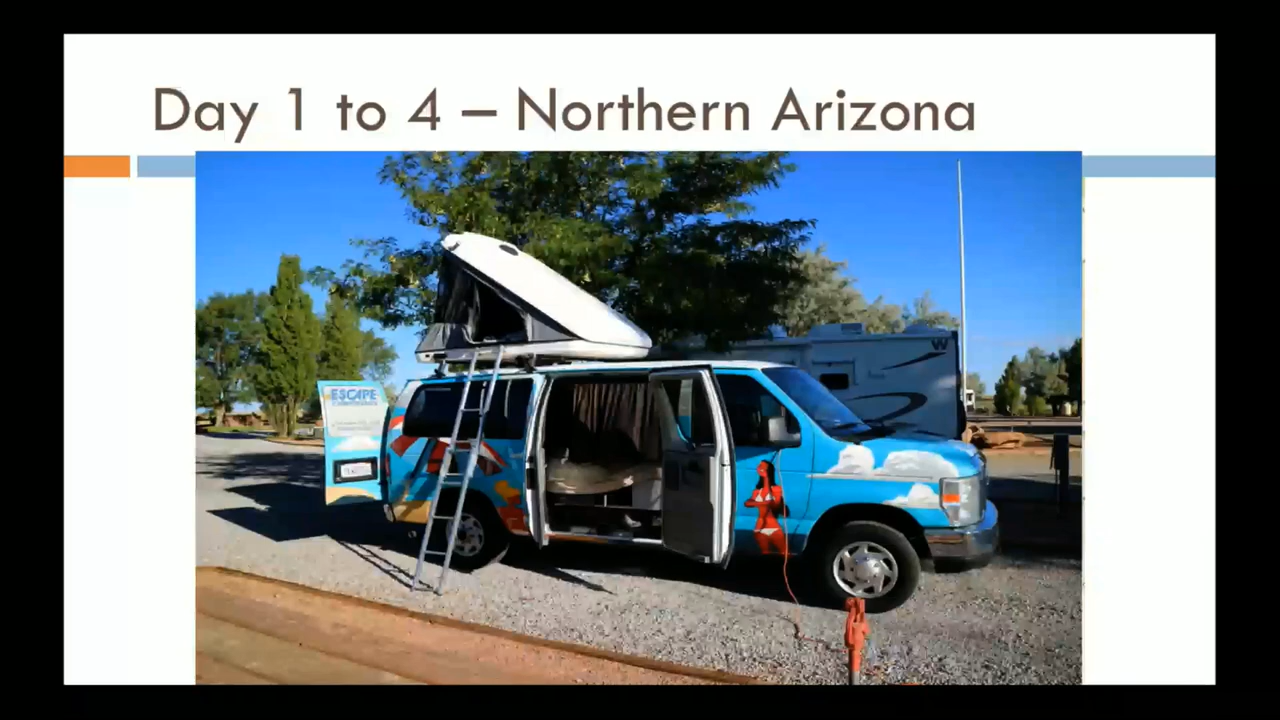 Day 1 to 4 – Northern Arizona
ESCAPE
W